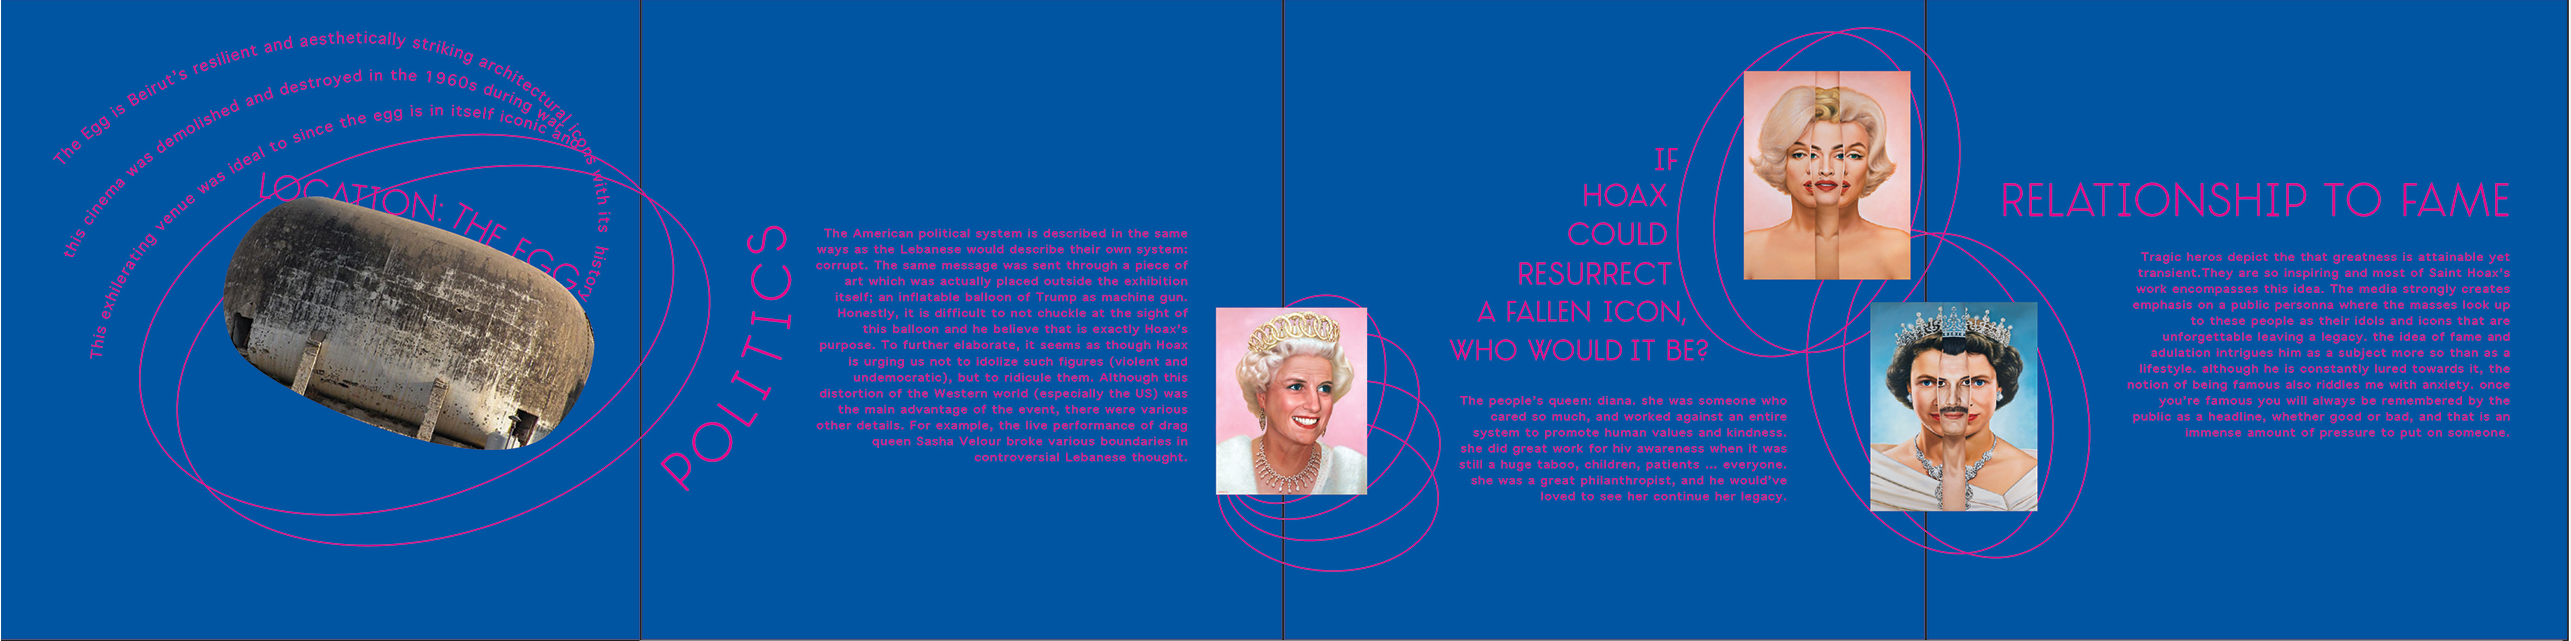 The Egg is Beirut's resilient and aesthetically striking architectural icons with its history
this cinema was demolished and destroyed in the 1960s during war
This exhilerating venue was ideal to since the egg is in itself iconic and
LOCATION: THE EGG
POLITICS
The American political system is described in the same
ways as the Lebanese would describe their own system:
corrupt. The same message was sent through a piece of
art which was actually placed outside the exhibition
itself; an inflatable balloon of Trump as machine gun.
Honestly, it is difficult to not chuckle at the sight of
this balloon and he believe that is exactly Hoax's
purpose. To further elaborate, it seems as though Hoax
is urging us not to idolize such figures (violent and
undemocratic), but to ridicule them. Although this
distortion of the Western world (especially the US) was
the main advantage of the event, there were various
other details. For example, the live performance of drag
queen Sasha Velour broke various boundaries in
controversial Lebanese thought.
IF
HOAX
COULD
RESURRECT
A FALLEN ICON,
WHO WOULD IT BE?
The people's queen: diana. she was someone who
cared so much, and worked against an entire
system to promote human values and kindness.
she did great work for hiv awareness when it was
still a huge taboo, children, patients ... everyone.
she was a great philanthropist, and he would've
loved to see her continue her legacy.
RELATIONSHIP TO FAME
Tragic heros depict the that greatness is attainable yet
transient.They are so inspiring and most of Saint Hoax's
work encompasses this idea. The media strongly creates
emphasis on a public personna where the masses look up
to these people as their idols and icons that are
unforgettable leaving a legacy. the idea of fame and
adulation intrigues him as a subject more so than as a
lifestyle. although he is constantly lured towards it, the
notion of being famous also riddles me with anxiety. once
you're famous you will always be remembered by the
public as a headline, whether good or bad, and that is an
immense amount of pressure to put on someone.